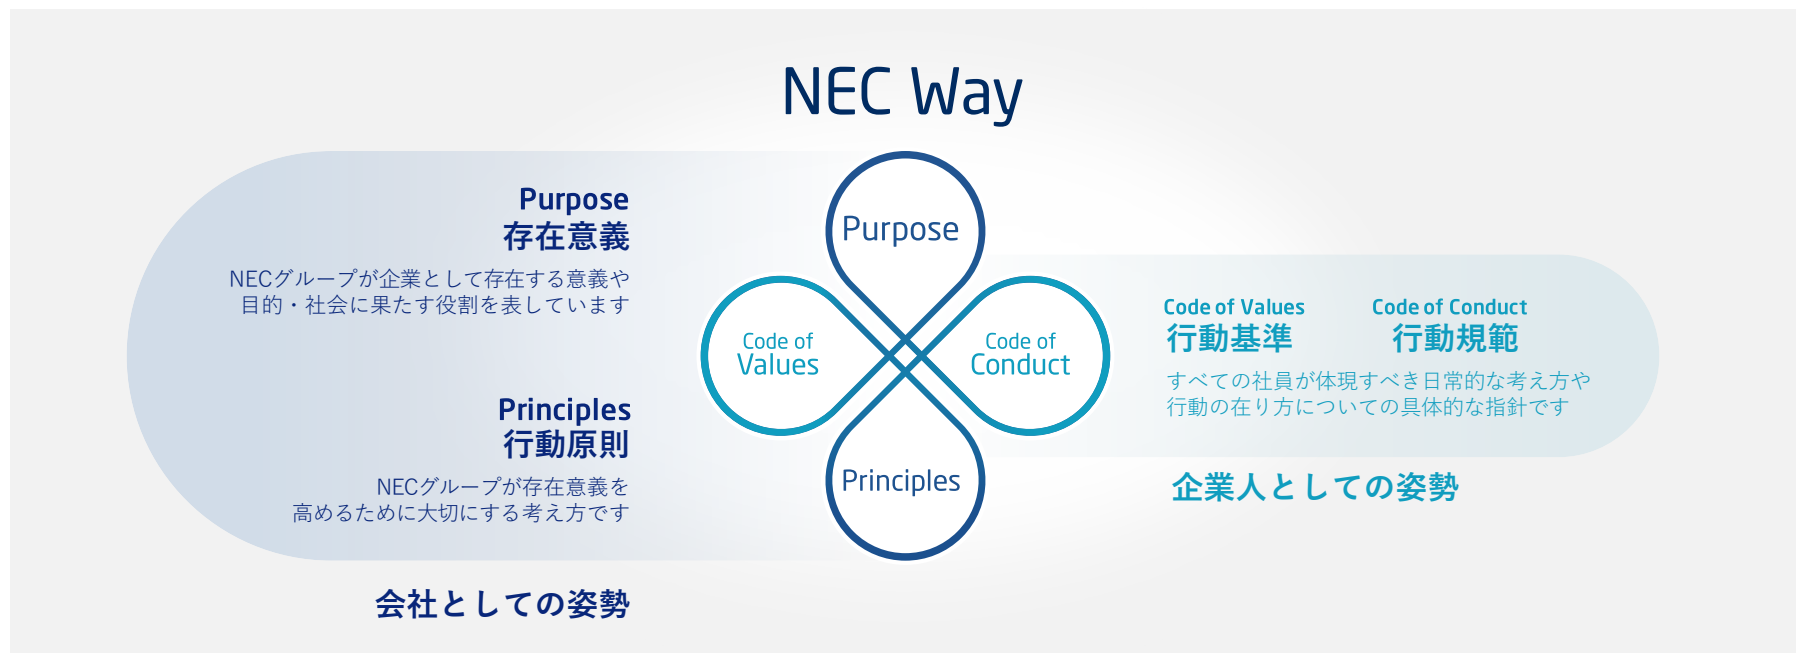 NEC Way
Purpose
存在意義
NECグループが企業として存在する意義や
目的・社会に果たす役割を表しています
Principles
行動原則
NECグループが存在意義を
高めるために大切にする考え方です
会社としての姿勢
Purpose
Code of
Values
Code of
Conduct
Principles
Code of Values
行動基準
Code of Conduct
行動規範
すべての社員が体現すべき日常的な考え方や
行動の在り方についての具体的な指針です
企業人としての姿勢